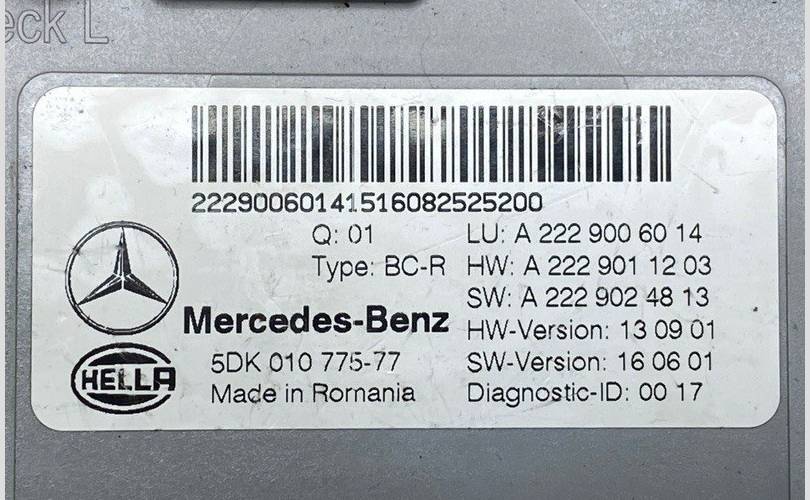 eck L
22290060141516082525200
Q: 01
LU: A 222 900 60 14
Type: BC-R
HW: A 222 901 12 03
SW: A 222 902 48 13
Mercedes-Benz
HW-Version: 13 09 01
5DK 010 775-77
SW-Version: 16 06 01
HELLA
Made in Romania
Diagnostic-ID: 00 17